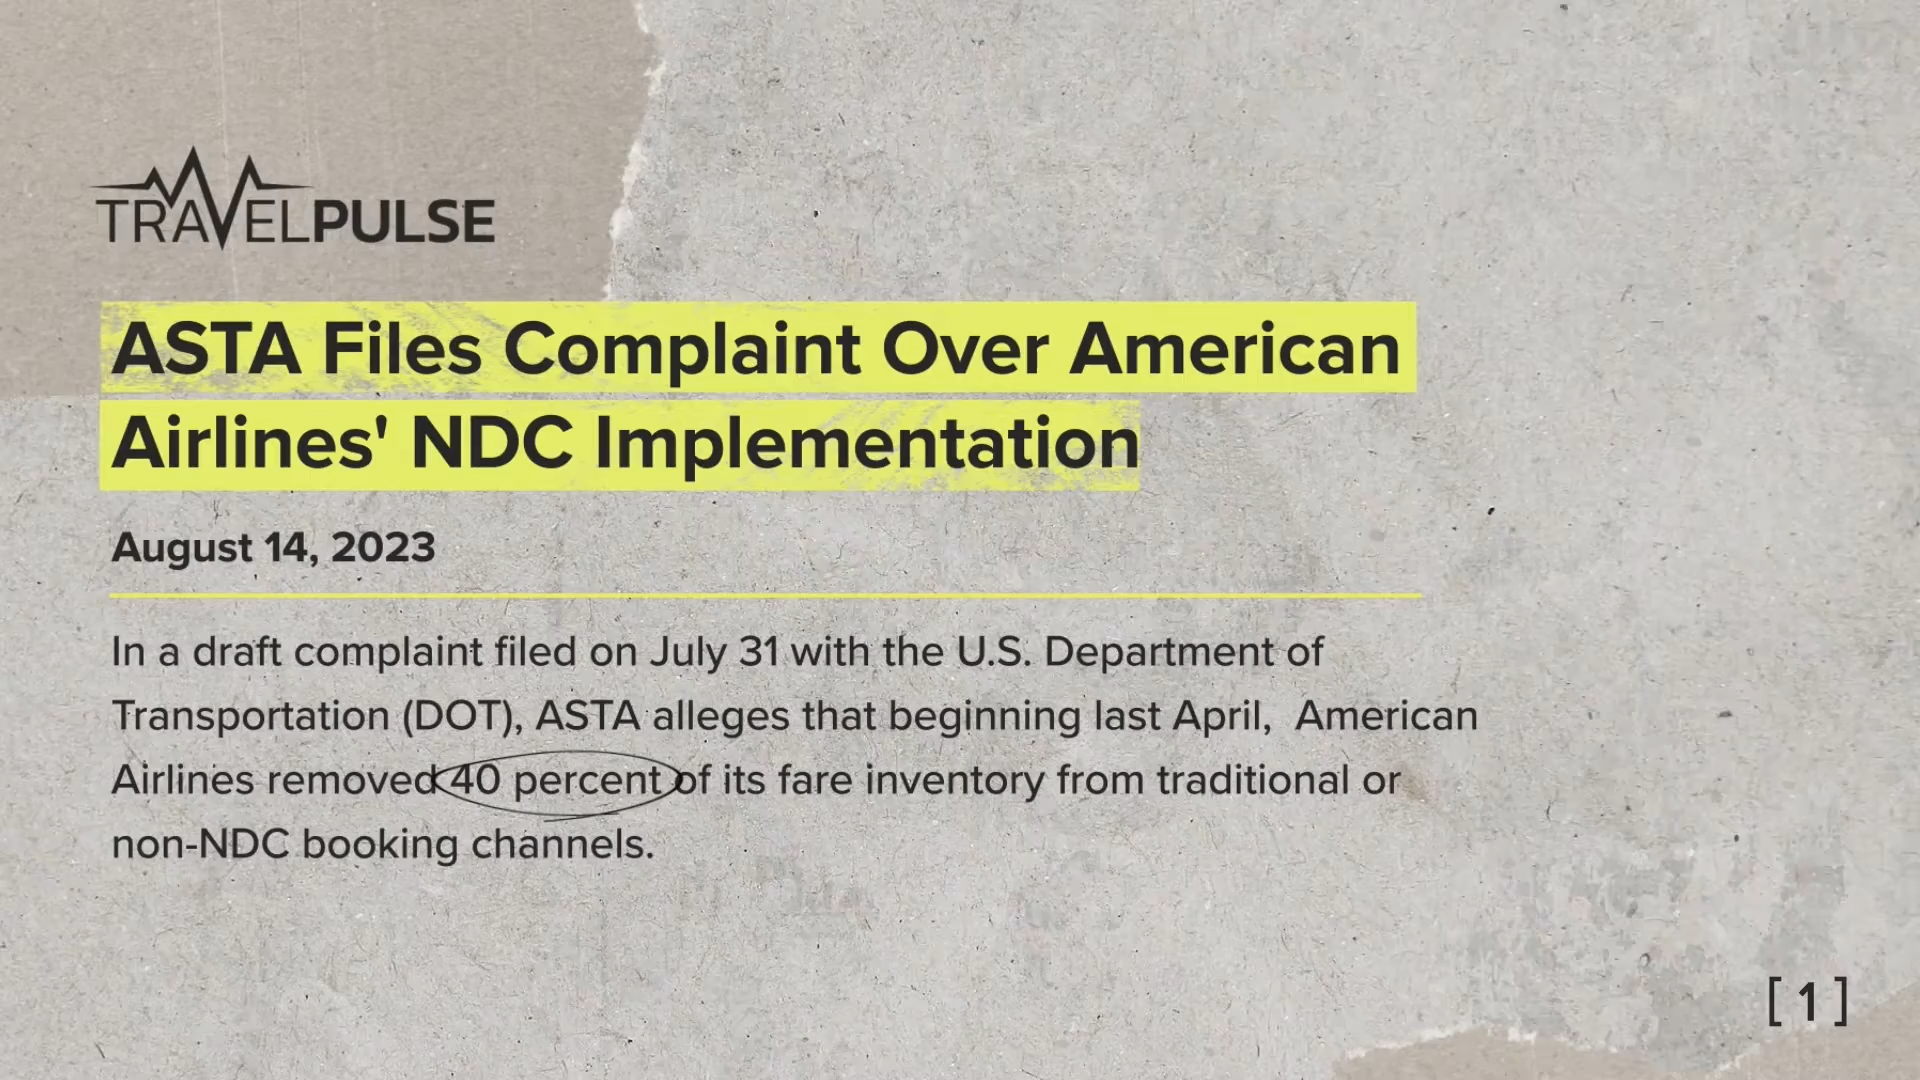 TRAVELPULSE
ASTA Files Complaint Over American
Airlines' NDC Implementation
August 14, 2023
In a draft complaint filed on July 31 with the U.S. Department of
Transportation (DOT), ASTA alleges that beginning last April, American
Airlines removed 40 percent of its fare inventory from traditional or
non-NDC booking channels.
[ 1 ]